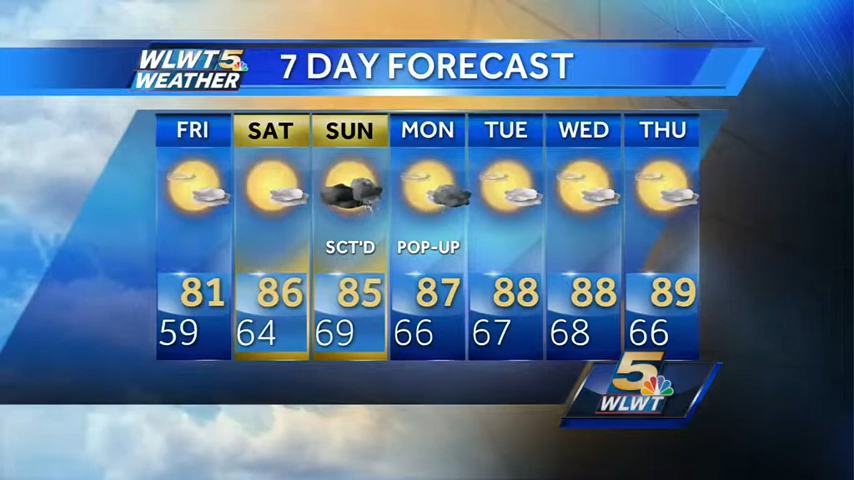 WLWT 5
WEATHER
7 DAY FORECAST
FRI SAT SUN MON TUE WED THU
SCT'D POP-UP
81 86 85 87 88 88 89
59 64 69 66 67 68 66
5
WLWT